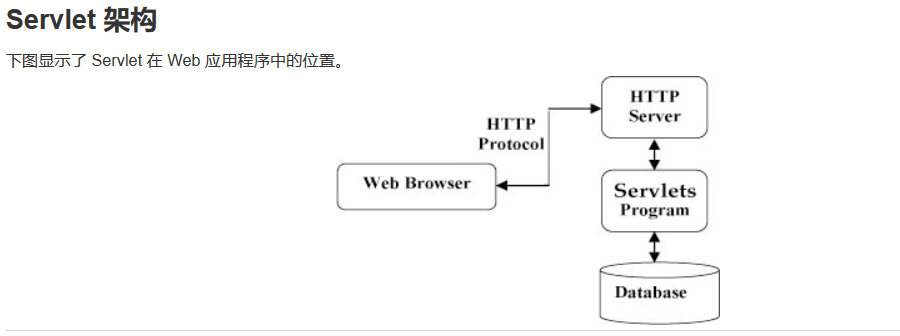 Servlet 架构
下图显示了 Servlet 在 Web 应用程序中的位置。
HTTP
Server
HTTP
Protocol
Web Browser
Servlets
Program
Database